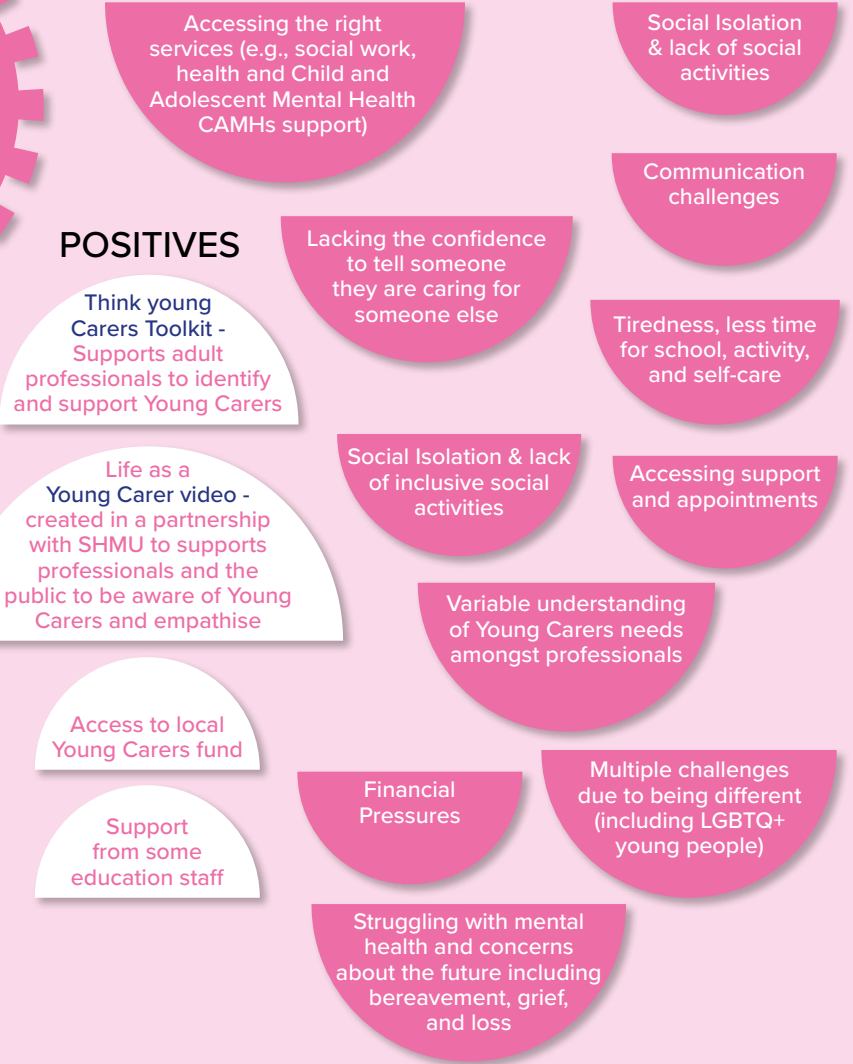 Accessing the right
services (e.g., social work,
health and Child and
Adolescent Mental Health
CAMHs support)
Social Isolation
& lack of social
activities
Communication
challenges
POSITIVES
Think young
Carers Toolkit -
Supports adult
professionals to identify
and support Young Carers
Lacking the confidence
to tell someone
they are caring for
someone else
Tiredness, less time
for school, activity,
and self-care
Life as a
Young Carer video -
created in a partnership
with SHMU to supports
professionals and the
public to be aware of Young
Carers and empathise
Social Isolation & lack
of inclusive social
activities
Accessing support
and appointments
Variable understanding
of Young Carers needs
amongst professionals
Access to local
Young Carers fund
Support
from some
education staff
Financial
Pressures
Multiple challenges
due to being different
(including LGBTQ+
young people)
Struggling with mental
health and concerns
about the future including
bereavement, grief,
and loss